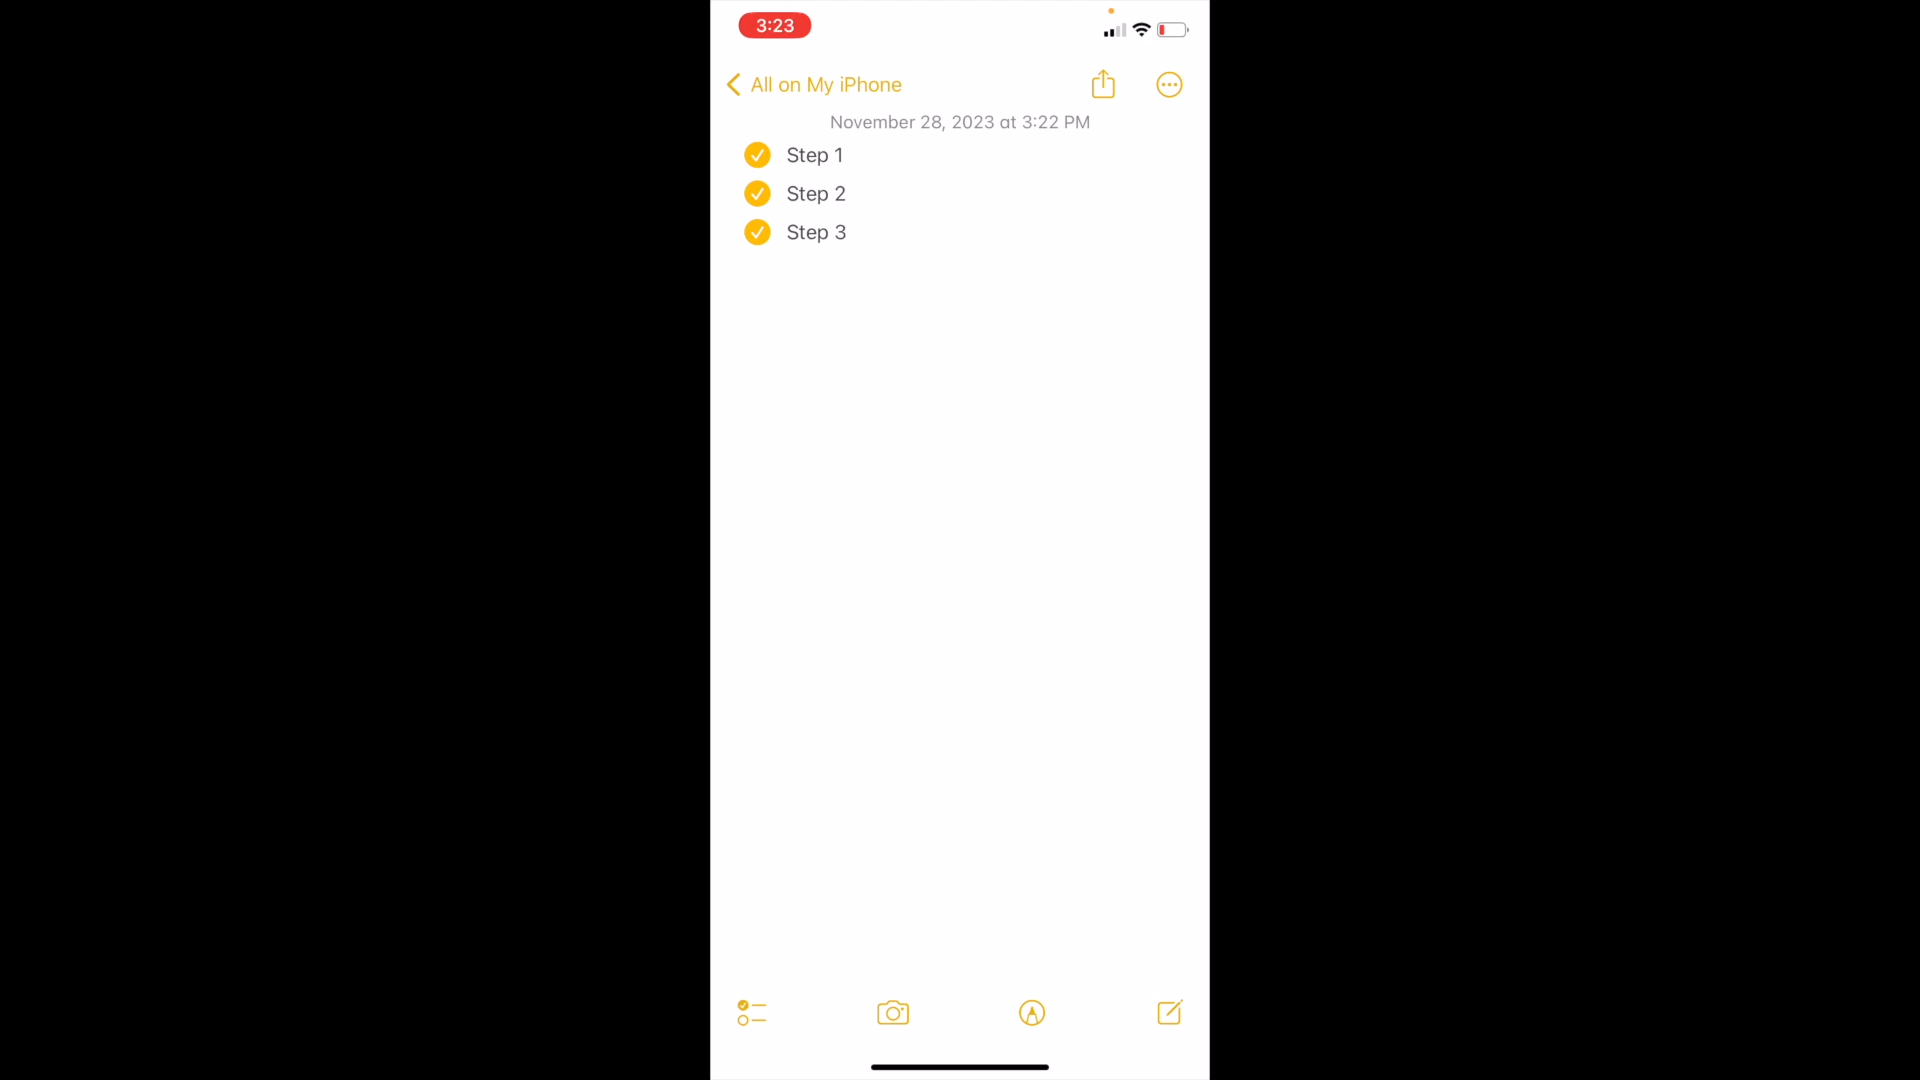 3:23
All on My iPhone
November 28, 2023 at 3:22 PM
Step 1
Step 2
Step 3